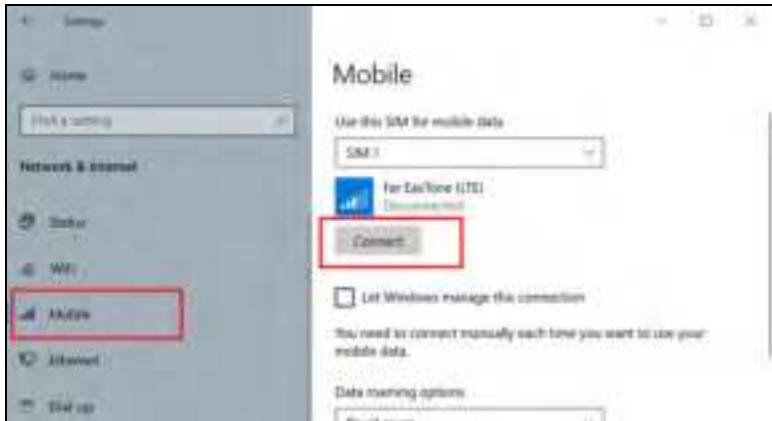 Settings
Home
Find a setting
Network & Internet
Status
WiFi
Mobile
Ethernet
Dial-up
Mobile
Use this SIM for mobile data
SIM 1
Far EasTone (LTE)
Disconnected
Connect
Let Windows manage this connection
You need to connect manually each time you want to use your
mobile data.
Data roaming options